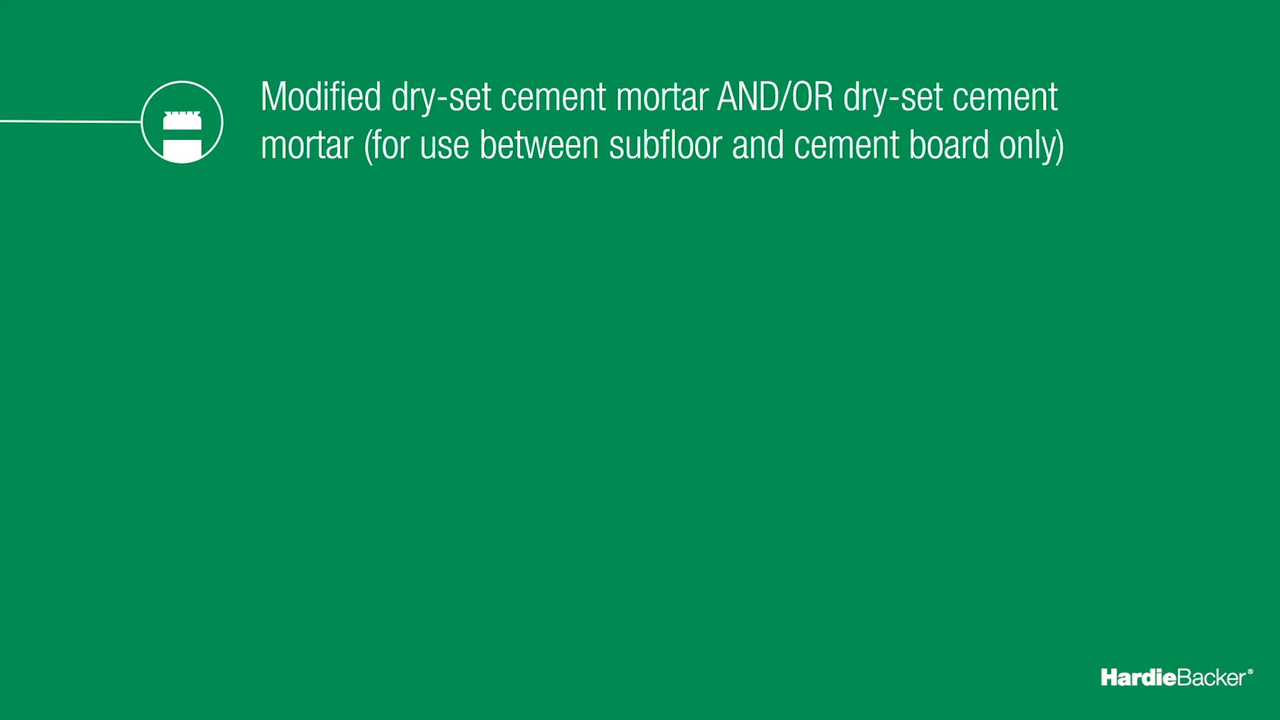 Modified dry-set cement mortar AND/OR dry-set cement
mortar (for use between subfloor and cement board only)
HardieBacker®